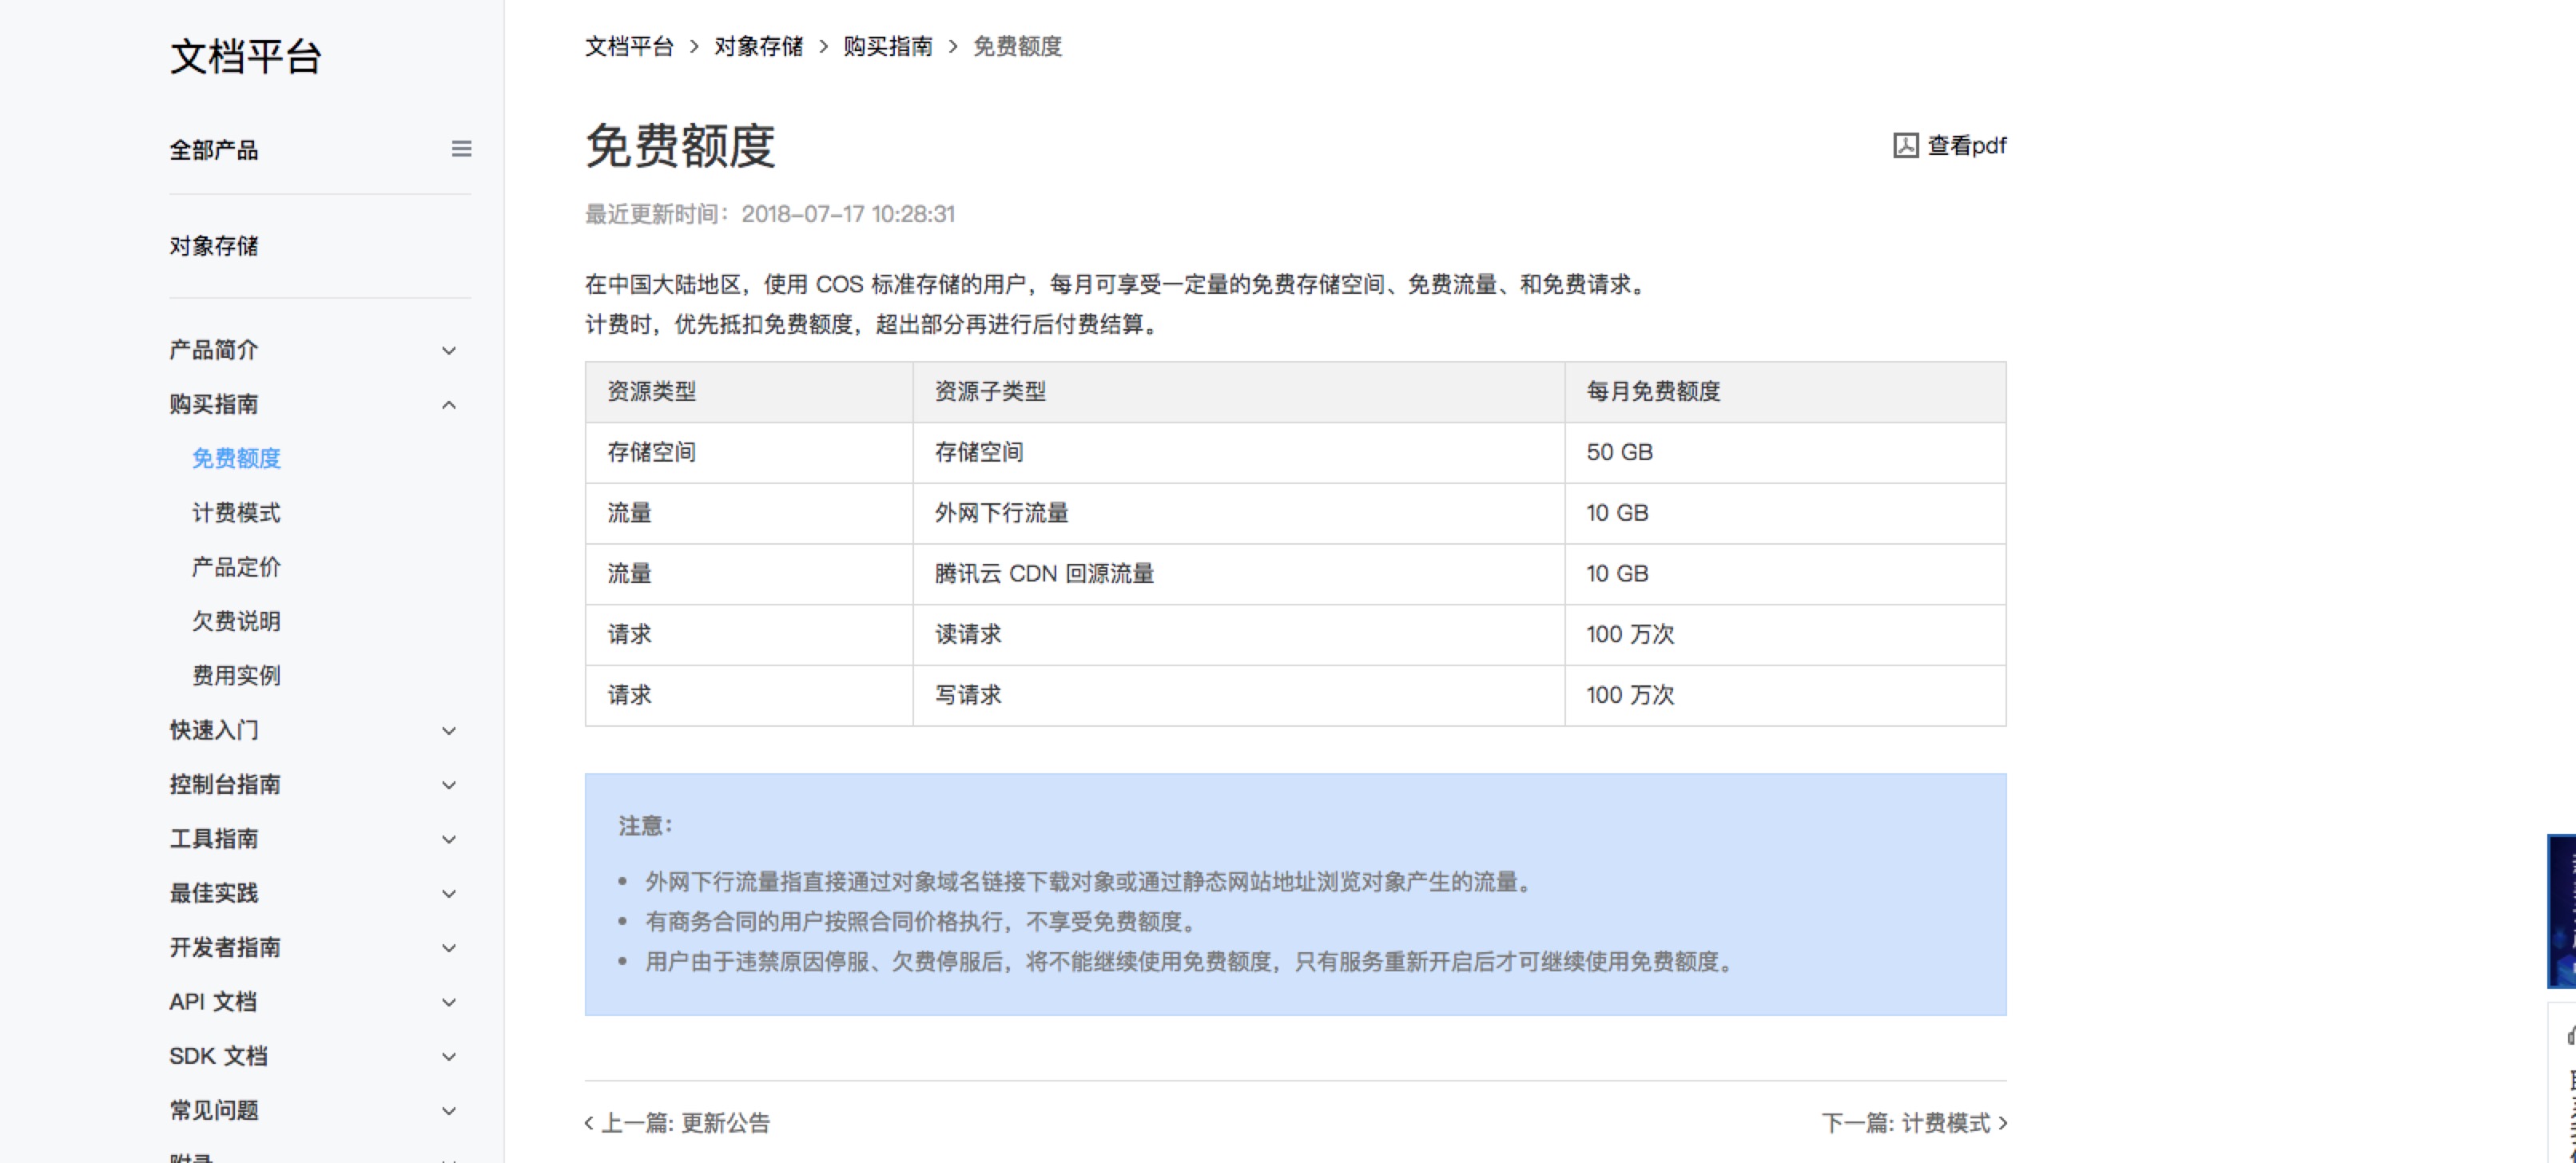 文档平台
全部产品
对象存储
产品简介
购买指南
免费额度
计费模式
产品定价
欠费说明
费用实例
快速入门
控制台指南
工具指南
最佳实践
开发者指南
API 文档
SDK 文档
常见问题
文档平台 > 对象存储 > 购买指南 > 免费额度
免费额度
查看pdf
最近更新时间：2018-07-17 10:28:31
在中国大陆地区，使用 COS 标准存储的用户，每月可享受一定量的免费存储空间、免费流量、和免费请求。
计费时，优先抵扣免费额度，超出部分再进行后付费结算。
资源类型 资源子类型 每月免费额度
存储空间 存储空间 50 GB
流量 外网下行流量 10 GB
流量 腾讯云 CDN 回源流量 10 GB
请求 读请求 100 万次
请求 写请求 100 万次
注意：
• 外网下行流量指直接通过对象域名链接下载对象或通过静态网站地址浏览对象产生的流量。
• 有商务合同的用户按照合同价格执行，不享受免费额度。
• 用户由于违禁原因停服、欠费停服后，将不能继续使用免费额度，只有服务重新开启后才可继续使用免费额度。
‹ 上一篇: 更新公告
下一篇: 计费模式 ›